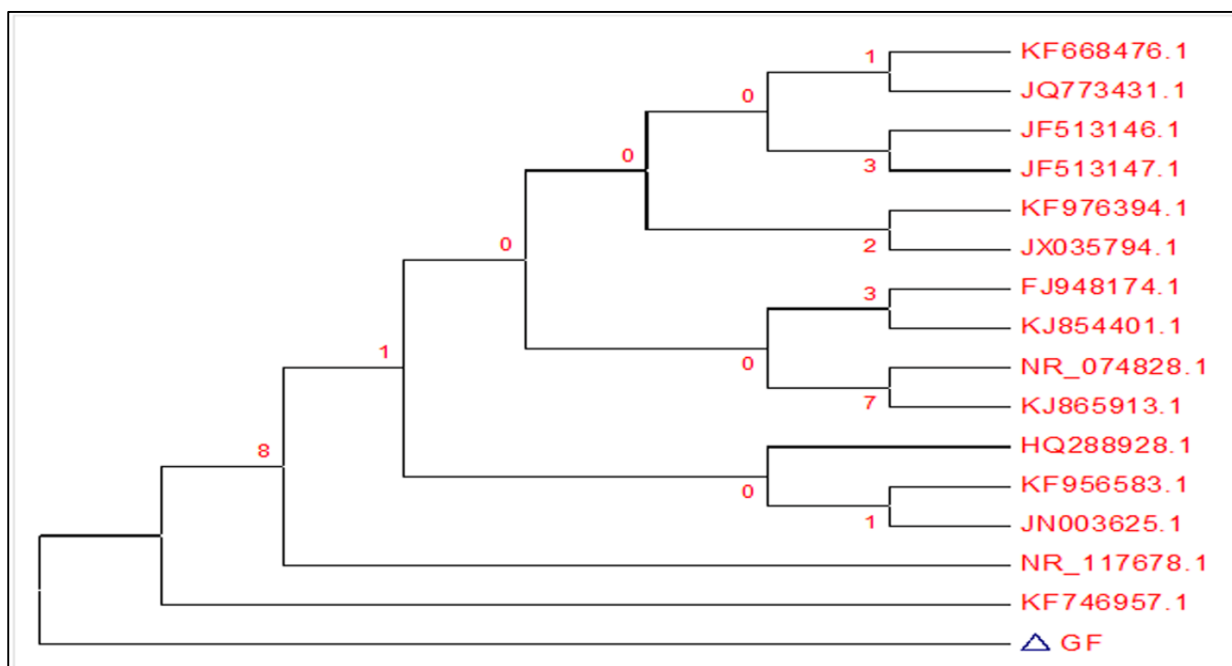 1
KF668476.1
0
JQ773431.1
JF513146.1
0
3
JF513147.1
KF976394.1
0
2
JX035794.1
3
FJ948174.1
KJ854401.1
1
0
NR_074828.1
7
KJ865913.1
8
HQ288928.1
0
KF956583.1
1
JN003625.1
NR_117678.1
KF746957.1
GF